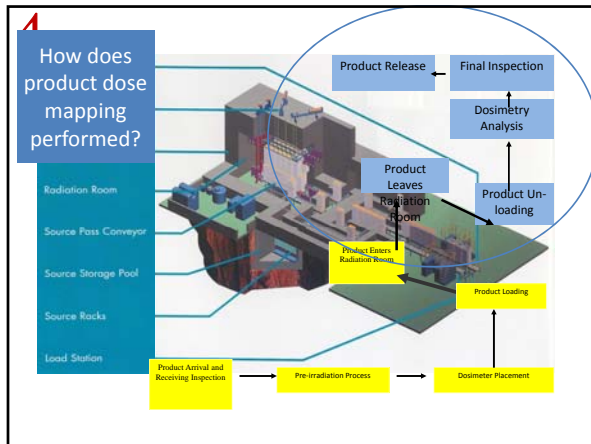 How does
product dose
mapping
performed?
Radiation Room
Source Pass Conveyor
Source Storage Pool
Source Racks
Load Station
Product Release
Final Inspection
Dosimetry
Analysis
Product Un-
loading
Product
Leaves
Radiation
Room
Product Enters
Radiation Room
Product Loading
Product Arrival and
Receiving Inspection
Pre-irradiation Process
Dosimeter Placement